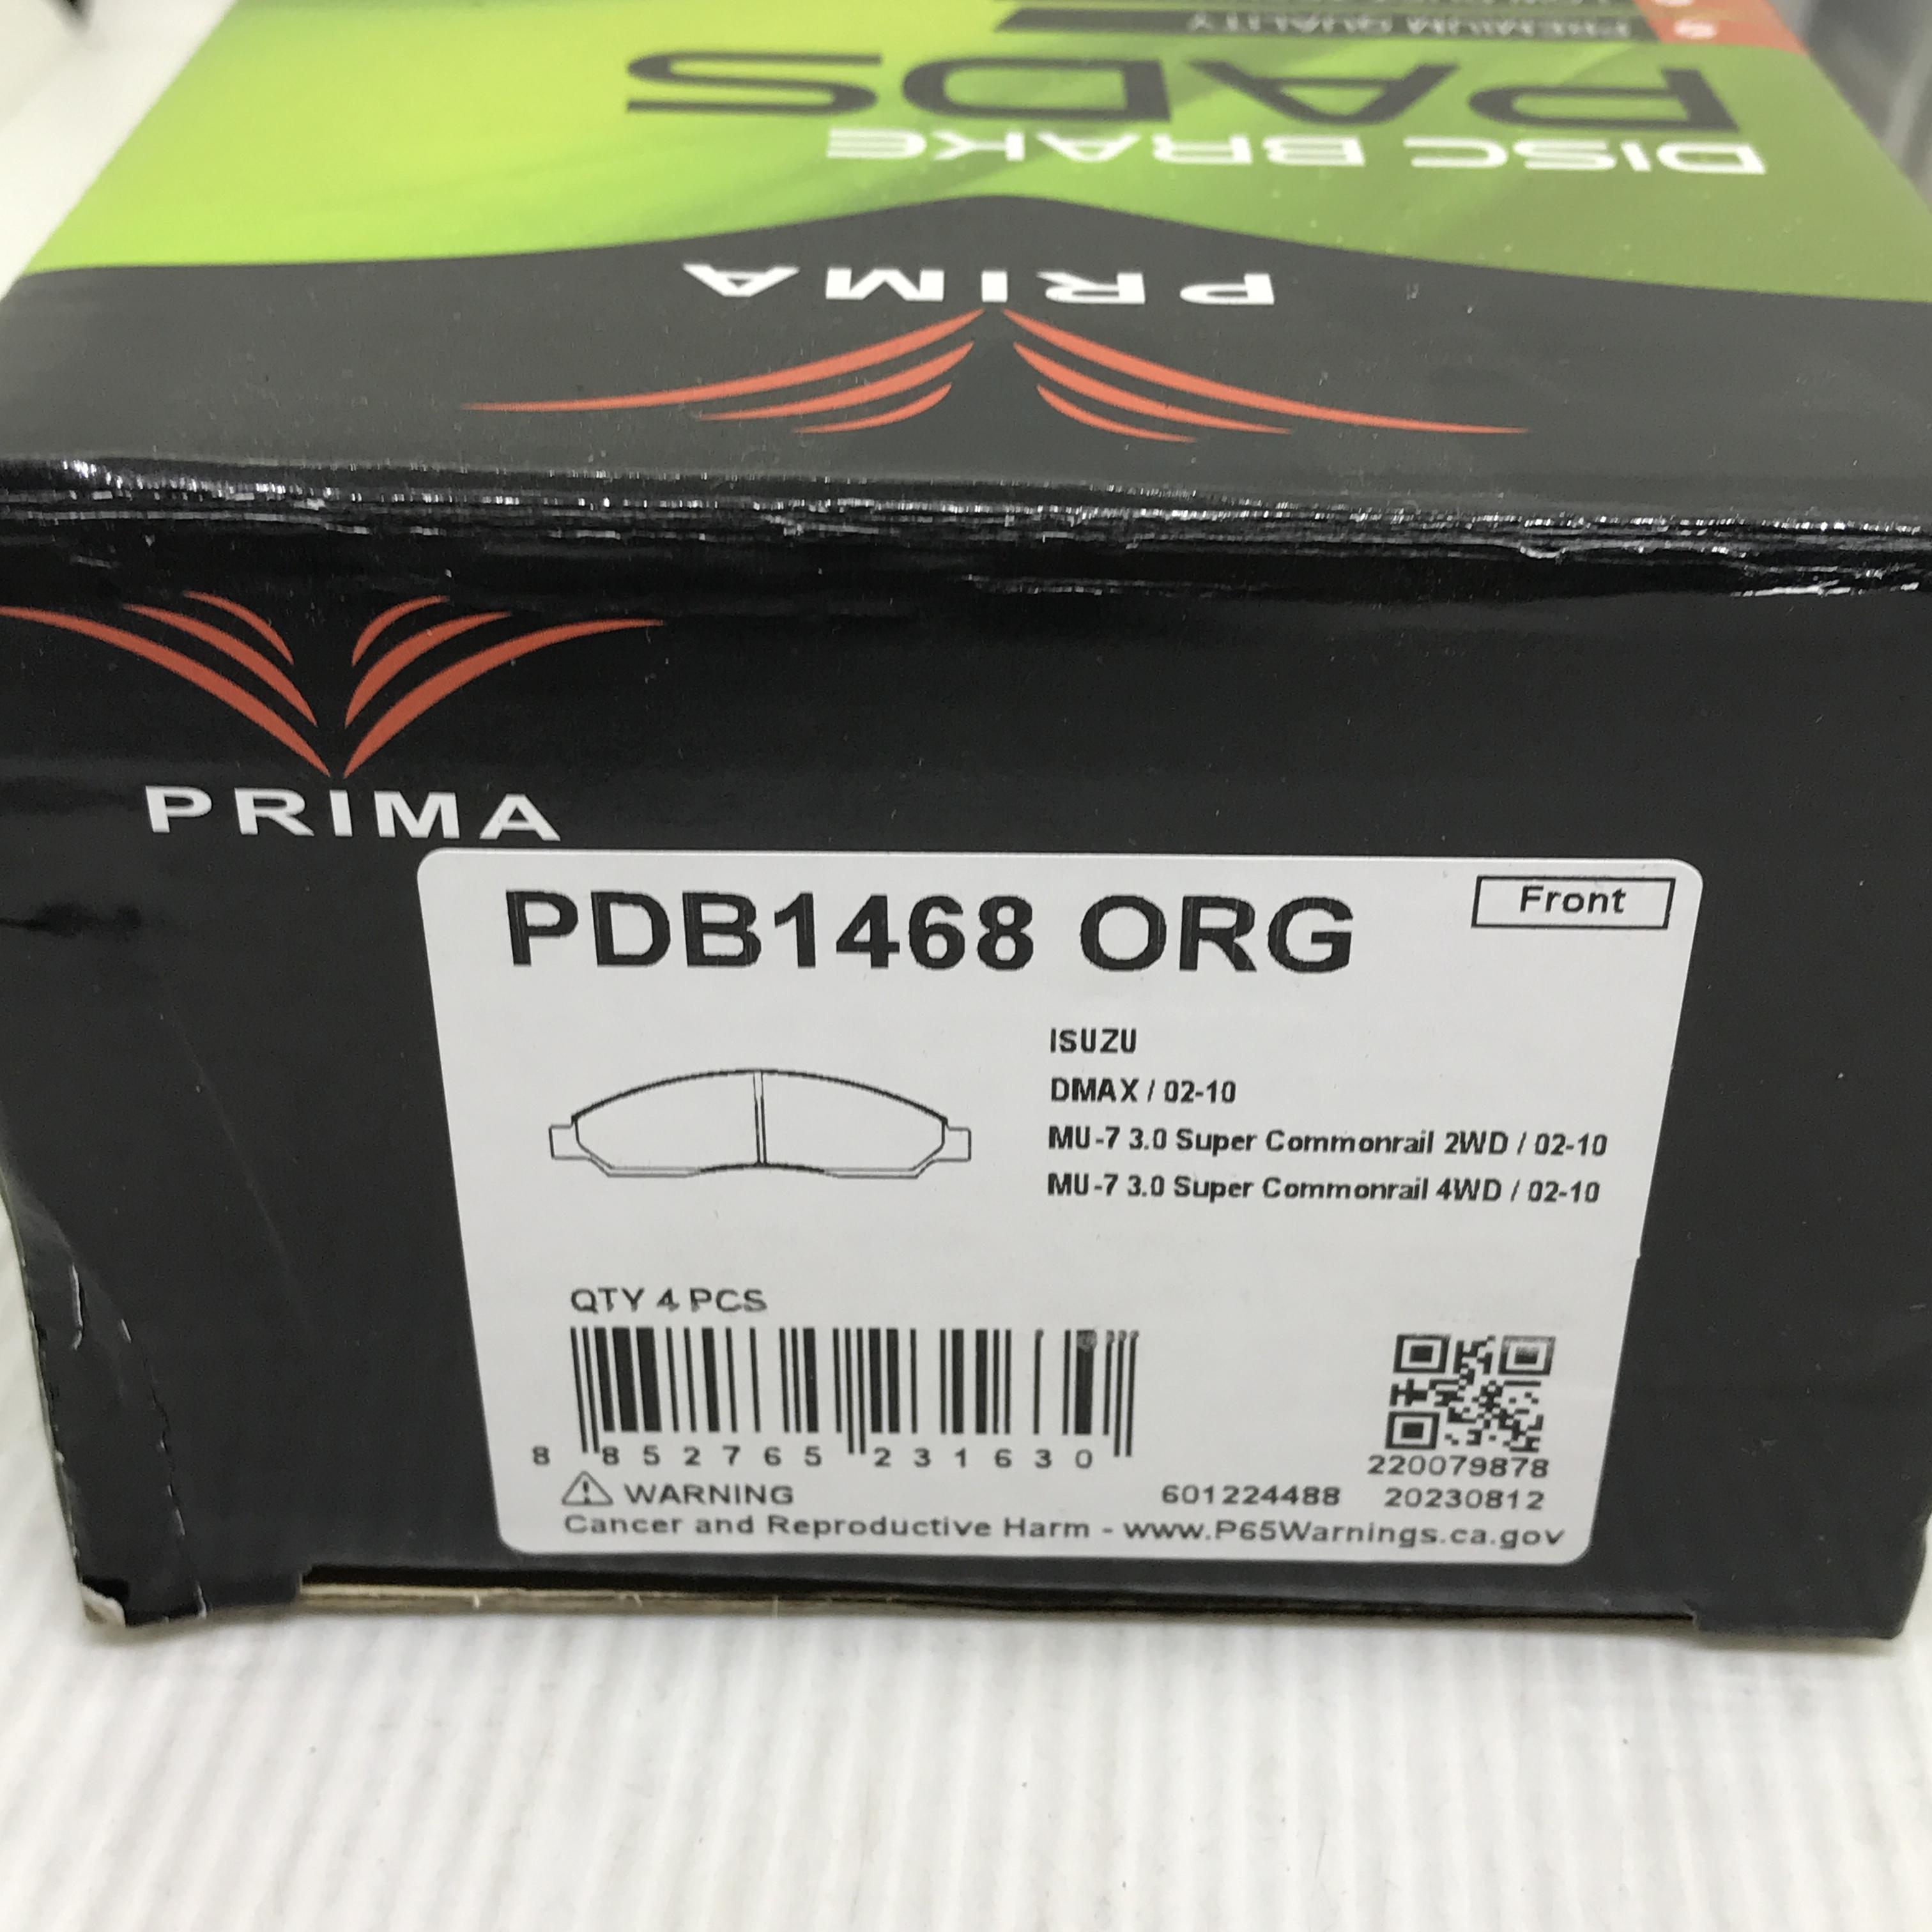 PREMIUM QUALITY
PADS
DISC BRAKE
PRIMA
PRIMA
PDB1468 ORG
Front
ISUZU
DMAX / 02-10
MU-7 3.0 Super Commonrail 2WD / 02-10
MU-7 3.0 Super Commonrail 4WD / 02-10
QTY 4 PCS
8 852765 231630
220079878
WARNING
601224488 20230812
Cancer and Reproductive Harm - www.P65Warnings.ca.gov